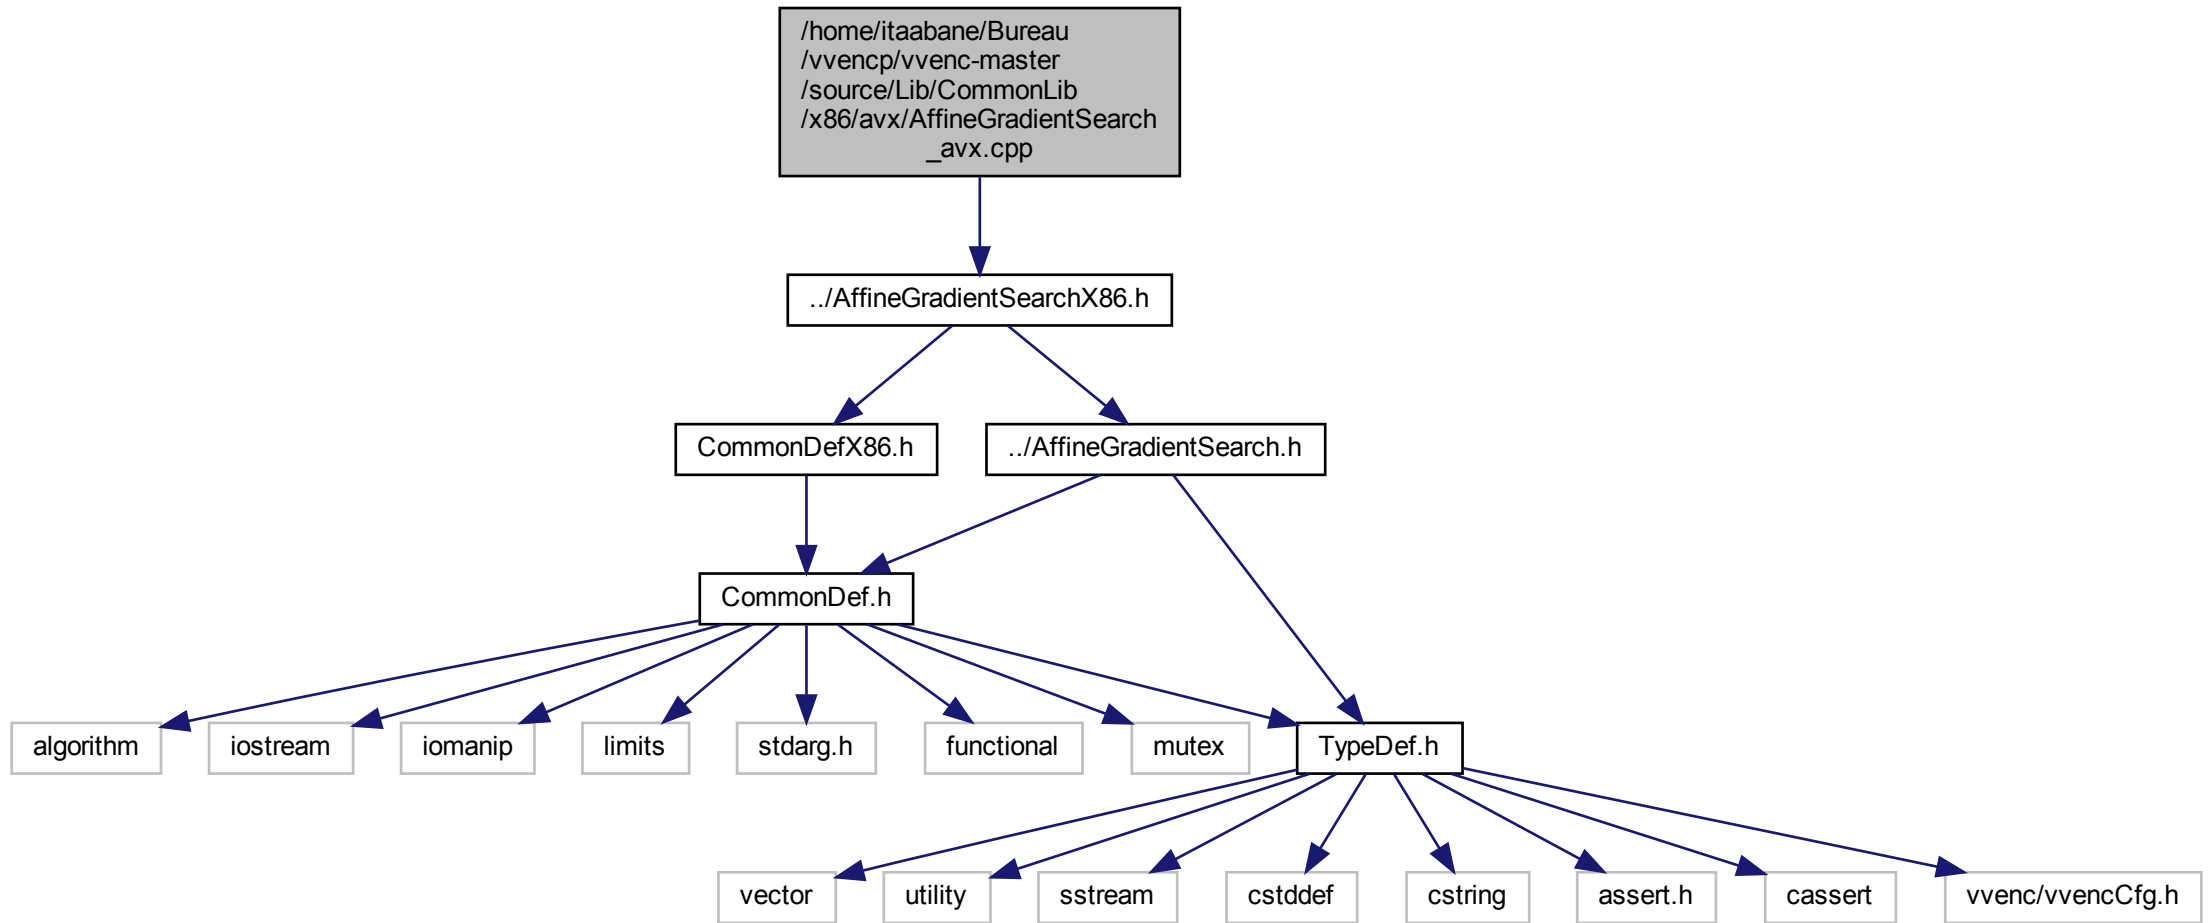 /home/itaabane/Bureau
/vvencp/vvenc-master
/source/Lib/CommonLib
/x86/avx/AffineGradientSearch
_avx.cpp
../AffineGradientSearchX86.h
CommonDefX86.h
../AffineGradientSearch.h
CommonDef.h
algorithm
iostream
iomanip
limits
stdarg.h
functional
mutex
TypeDef.h
vector
utility
sstream
cstddef
cstring
assert.h
cassert
vvenc/vvencCfg.h